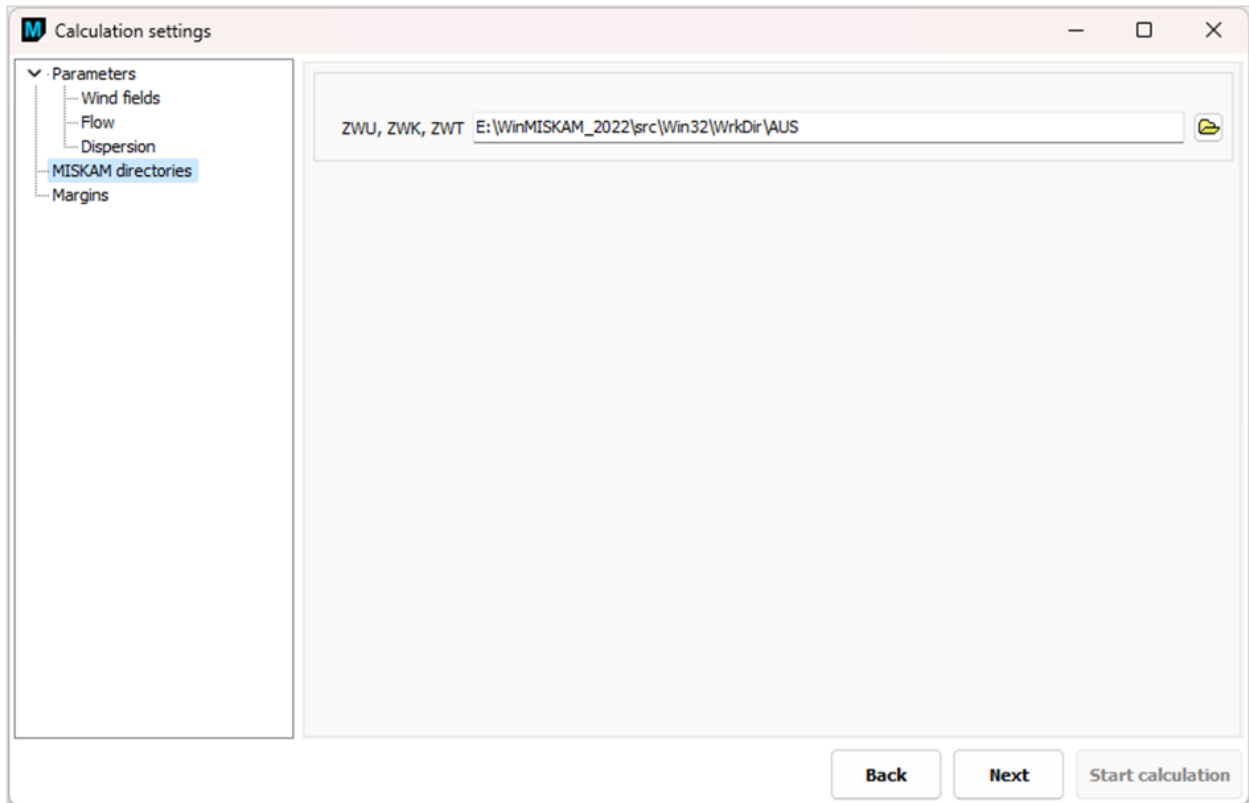 Calculation settings
Parameters
Wind fields
Flow
Dispersion
MISKAM directories
Margins
ZWU, ZWK, ZWT E:\WinMISKAM_2022\src\Win32\WrkDir\AUS
Back Next Start calculation